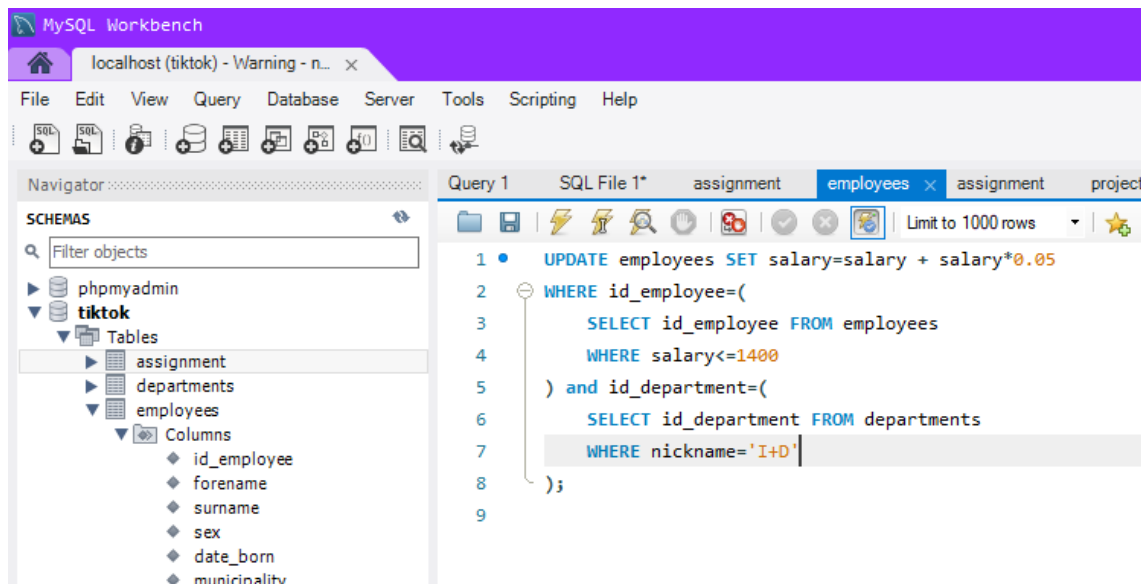 MySQL Workbench
localhost (tiktok) - Warning - n...
File Edit View Query Database Server Tools Scripting Help
Navigator
SCHEMAS
Filter objects
phpmyadmin
tiktok
Tables
assignment
departments
employees
Columns
id_employee
forename
surname
sex
date_born
municipality
Query 1 SQL File 1* assignment employees assignment project
Limit to 1000 rows
1 UPDATE employees SET salary=salary + salary*0.05
2 WHERE id_employee=(
3 SELECT id_employee FROM employees
4 WHERE salary<=1400
5 ) and id_department=(
6 SELECT id_department FROM departments
7 WHERE nickname='I+D'
8 );
9